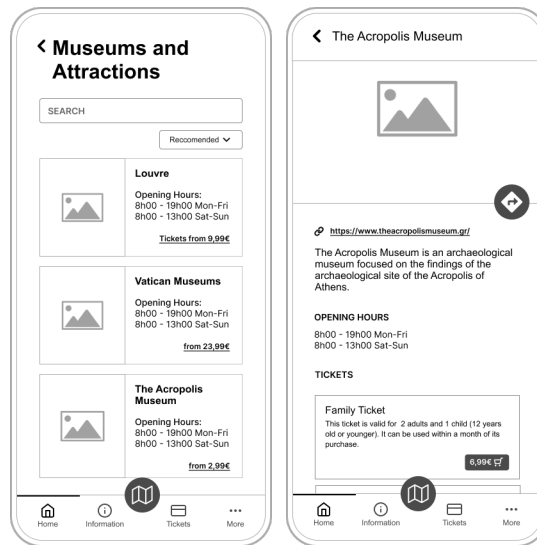 Museums and
Attractions
SEARCH
Reccomended
Louvre
Opening Hours:
8h00 - 19h00 Mon-Fri
8h00 - 13h00 Sat-Sun
Tickets from 9,99€
Vatican Museums
Opening Hours:
8h00 - 19h00 Mon-Fri
8h00 - 13h00 Sat-Sun
from 23,99€
The Acropolis
Museum
Opening Hours:
8h00 - 19h00 Mon-Fri
8h00 - 13h00 Sat-Sun
from 2,99€
Home
Information
Tickets
More
The Acropolis Museum
https://www.theacropolismuseum.gr/
The Acropolis Museum is an archaeological
museum focused on the findings of the
archaeological site of the Acropolis of
Athens.
OPENING HOURS
8h00 - 19h00 Mon-Fri
8h00 - 13h00 Sat-Sun
TICKETS
Family Ticket
This ticket is valid for 2 adults and 1 child (12 years
old or younger). It can be used within a month of its
purchase.
6,99€
Home
Information
Tickets
More